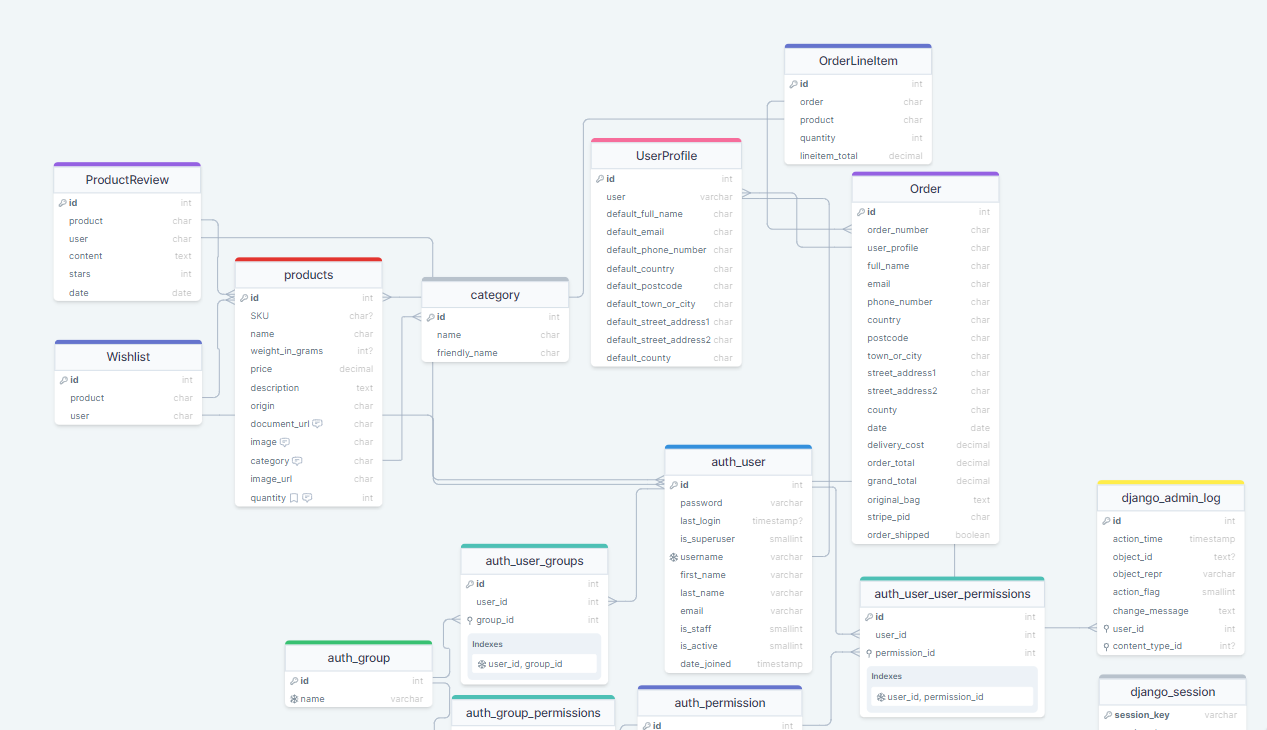 OrderLineItem
id int
order char
product char
quantity int
lineitem_total decimal
UserProfile
id int
user varchar
default_full_name char
default_email char
default_phone_number char
default_country char
default_postcode char
default_town_or_city char
default_street_address1 char
default_street_address2 char
default_county char
ProductReview
id int
product char
user char
content text
stars int
date date
Order
id int
order_number char
user_profile char
full_name char
email char
phone_number char
country char
postcode char
town_or_city char
street_address1 char
street_address2 char
county char
date date
delivery_cost decimal
order_total decimal
grand_total decimal
original_bag text
stripe_pid char
order_shipped boolean
products
id int
SKU char?
name char
weight_in_grams int?
price decimal
description text
origin char
document_url char
image char
category char
image_url char
quantity int
category
id int
name char
friendly_name char
Wishlist
id int
product char
user char
auth_user
id int
password varchar
last_login timestamp?
is_superuser smallint
username varchar
first_name varchar
last_name varchar
email varchar
is_staff smallint
is_active smallint
date_joined timestamp
django_admin_log
id int
action_time timestamp
object_id text?
object_repr varchar
action_flag smallint
change_message text
user_id int
content_type_id int?
auth_user_groups
id int
user_id int
group_id int
Indexes
user_id, group_id
auth_user_user_permissions
id int
user_id int
permission_id int
Indexes
user_id, permission_id
auth_group
id int
name varchar
auth_group_permissions
auth_permission
id int
django_session
session_key varchar